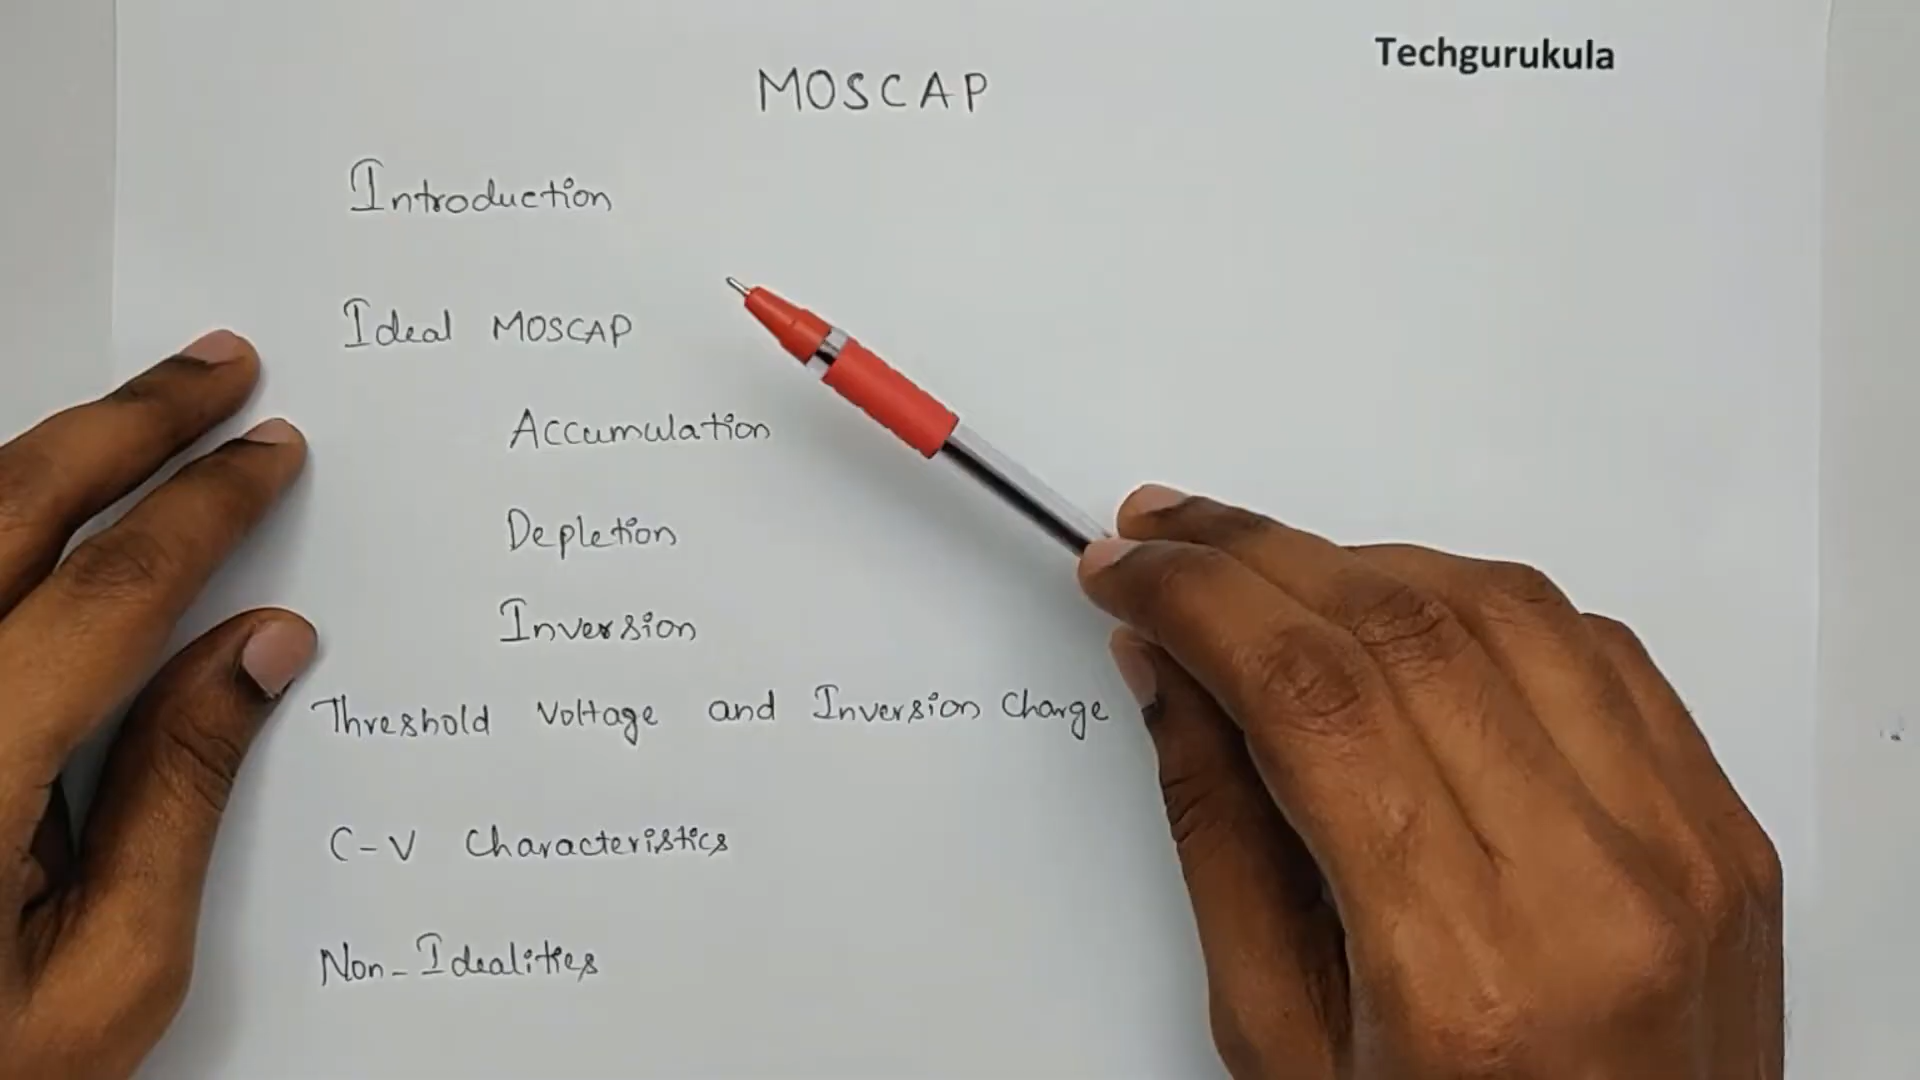 Techgurukula
MOSCAP
Introduction
Ideal MOSCAP
Accumulation
Depletion
Inversion
Threshold Voltage and Inversion Charge
C-V Characteristics
Non-Idealities